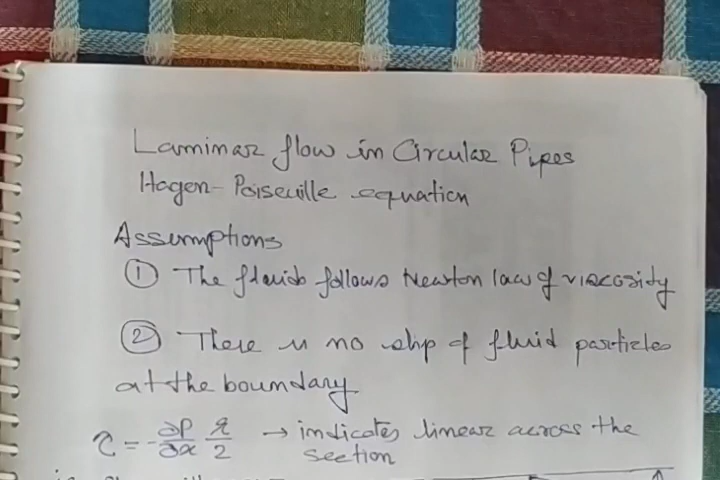 Laminar flow in Circular Pipes
Hagen-Poiseuille equation
Assumptions
① The fluids follows Newton law of viscosity
② There is no slip of fluid particles
at the boundary
τ = -∂P/∂x r/2 → indicates linear across the
section